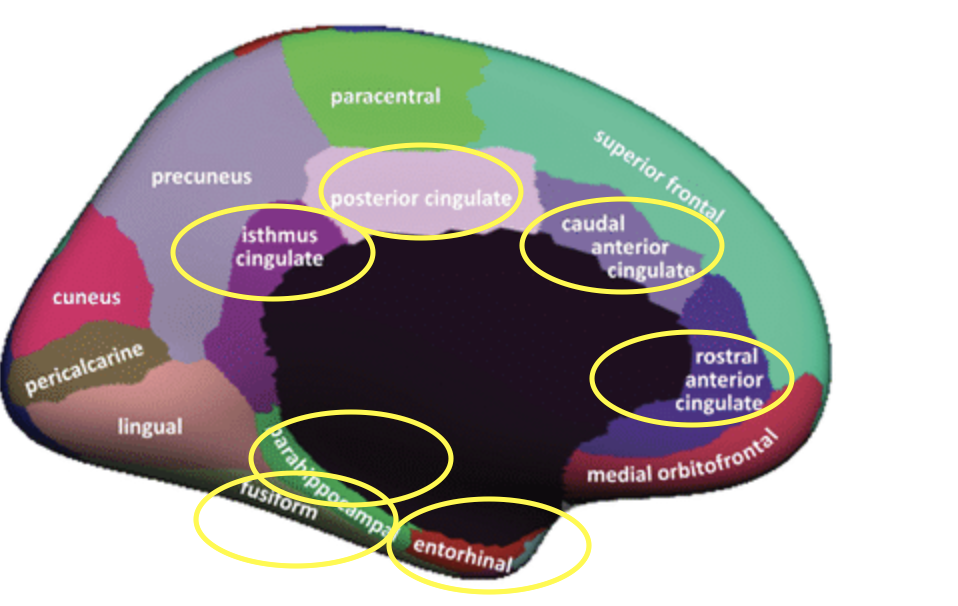 paracentral
superior frontal
precuneus
posterior cingulate
isthmus
cingulate
caudal
anterior
cingulate
cuneus
pericalcarine
rostral
anterior
cingulate
lingual
medial orbitofrontal
parahippocampal
fusiform
entorhinal